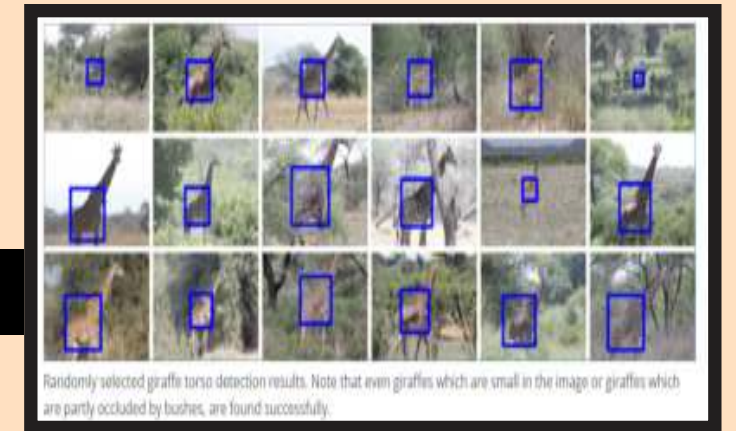 Randomly selected giraffe torso detection results. Note that even giraffes which are small in the image or giraffes which
are partly occluded by bushes, are found successfully.